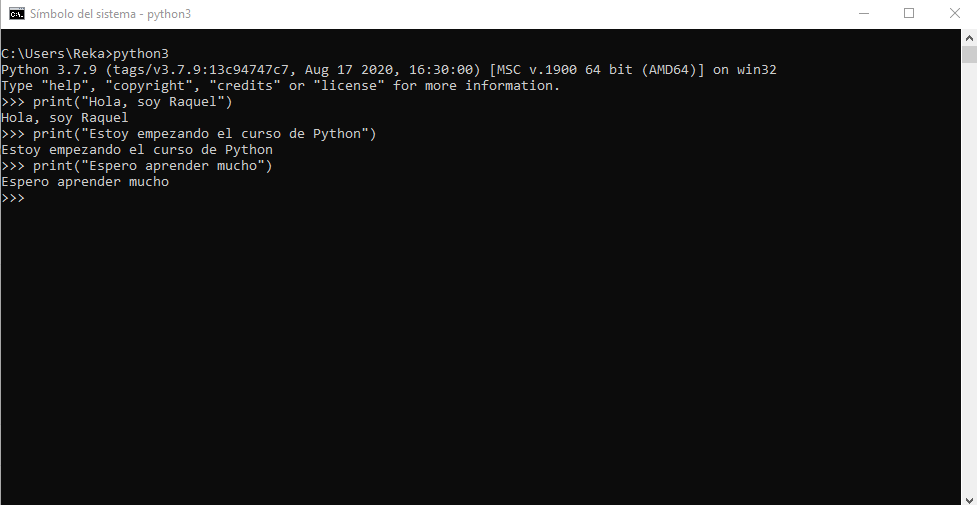 Símbolo del sistema - python3
C:\Users\Reka>python3
Python 3.7.9 (tags/v3.7.9:13c94747c7, Aug 17 2020, 16:30:00) [MSC v.1900 64 bit (AMD64)] on win32
Type "help", "copyright", "credits" or "license" for more information.
>>> print("Hola, soy Raquel")
Hola, soy Raquel
>>> print("Estoy empezando el curso de Python")
Estoy empezando el curso de Python
>>> print("Espero aprender mucho")
Espero aprender mucho
>>>